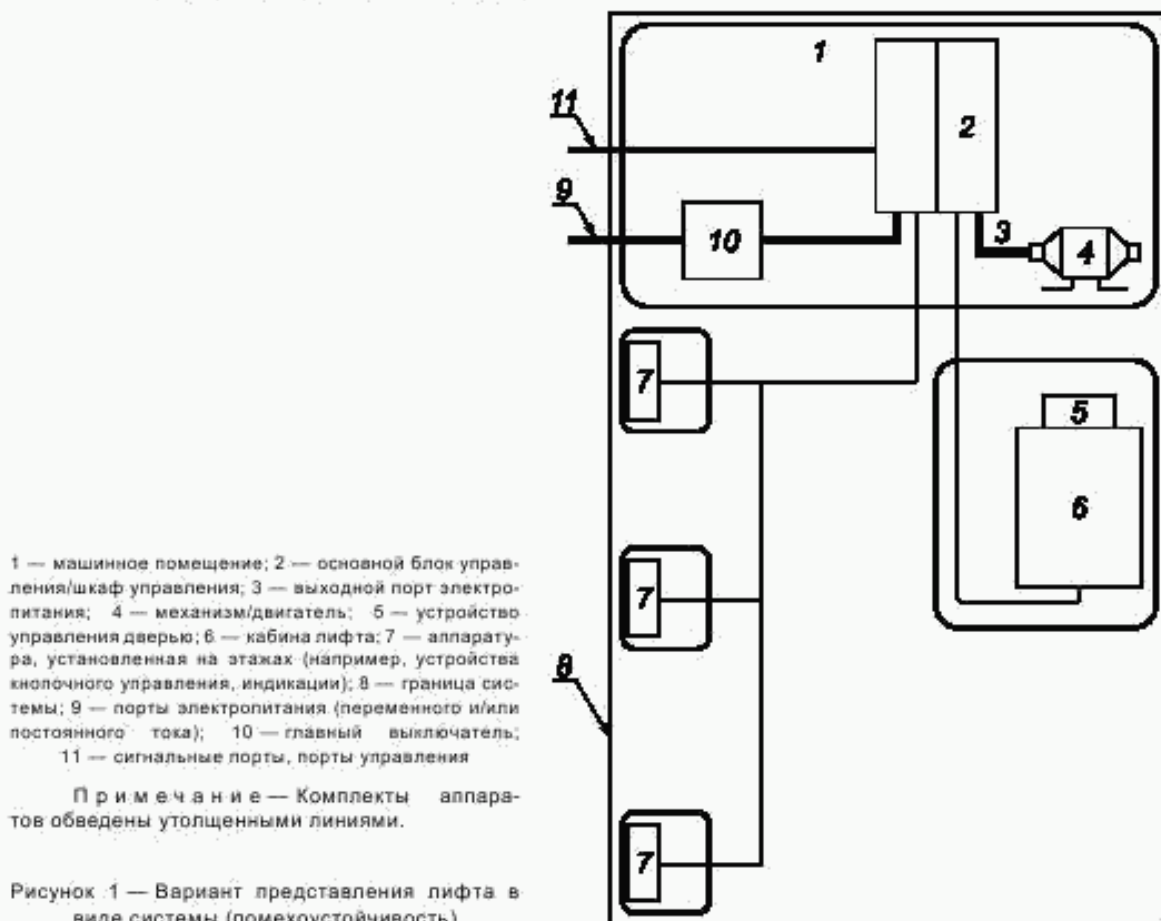 1
11
2
9
10
3
4
7
5
6
7
8
7
1 — машинное помещение; 2 — основной блок управ-
ления/шкаф управления; 3 — выходной порт электро-
питания; 4 — механизм/двигатель; 5 — устройство
управления дверью; 6 — кабина лифта; 7 — аппарату-
ра, установленная на этажах (например, устройства
кнопочного управления, индикации); 8 — граница сис-
темы; 9 — порты электропитания (переменного и/или
постоянного тока); 10 — главный выключатель;
11 — сигнальные порты, порты управления
Примечание — Комплекты аппара-
тов обведены утолщенными линиями.
Рисунок 1 — Вариант представления лифта в
виде системы (помехоустойчивость)